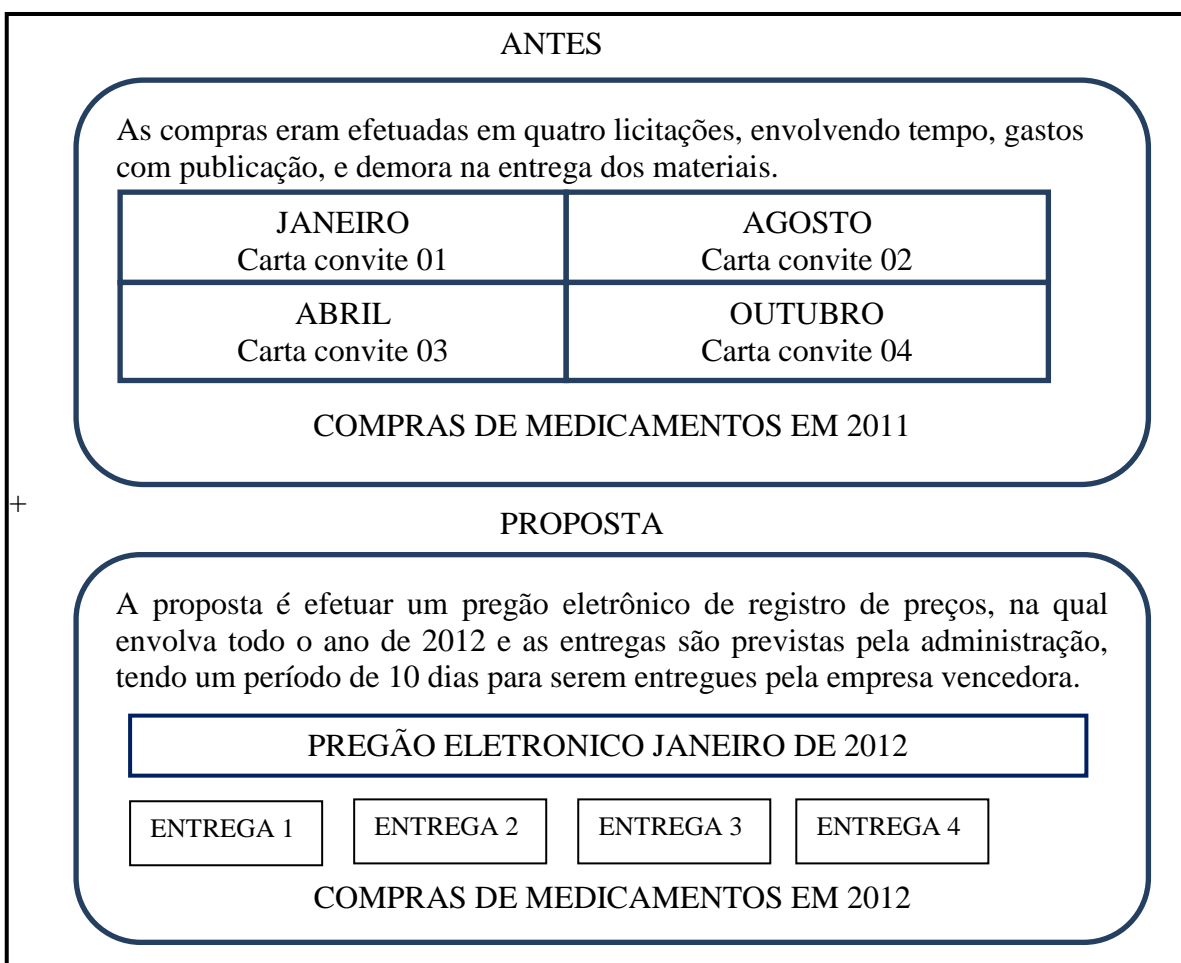 ANTES
As compras eram efetuadas em quatro licitações, envolvendo tempo, gastos
com publicação, e demora na entrega dos materiais.
JANEIRO
Carta convite 01
AGOSTO
Carta convite 02
ABRIL
Carta convite 03
OUTUBRO
Carta convite 04
COMPRAS DE MEDICAMENTOS EM 2011
+
PROPOSTA
A proposta é efetuar um pregão eletrônico de registro de preços, na qual
envolva todo o ano de 2012 e as entregas são previstas pela administração,
tendo um período de 10 dias para serem entregues pela empresa vencedora.
PREGÃO ELETRONICO JANEIRO DE 2012
ENTREGA 1
ENTREGA 2
ENTREGA 3
ENTREGA 4
COMPRAS DE MEDICAMENTOS EM 2012